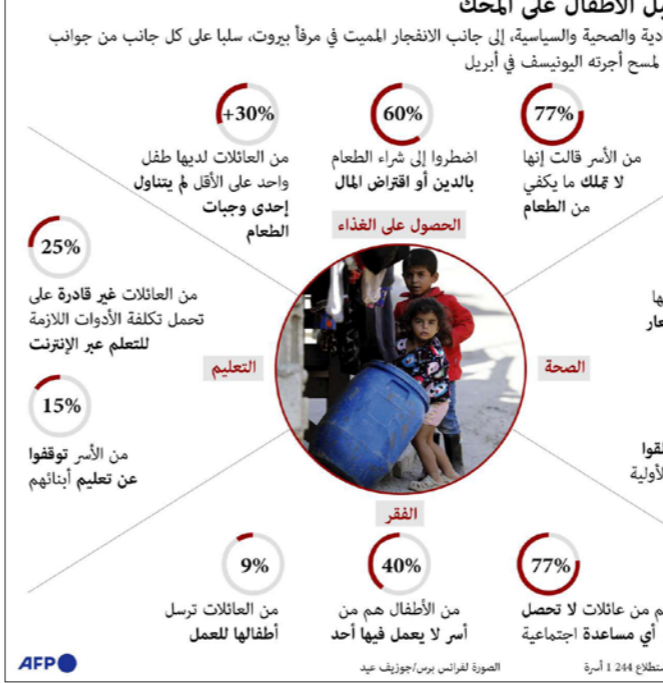 الأطفال على المحك
والصحية والسياسية، إلى جانب الانفجار المميت في مرفأ بيروت، سلبا على كل جانب من جوانب
لمسح أجرته اليونيسف في أبريل
77%
من الأسر قالت إنها
لا تملك ما يكفي
من الطعام
60%
اضطروا إلى شراء الطعام
بالدين أو اقتراض المال
+30%
من العائلات لديها طفل
واحد على الأقل لم يتناول
إحدى وجبات
الطعام
الحصول على الغذاء
25%
من العائلات غير قادرة على
تحمل تكلفة الأدوات اللازمة
للتعلم عبر الإنترنت
التعليم
15%
من الأسر توقفوا
عن تعليم أبنائهم
الصحة
الفقر
77%
من عائلات لا تحصل
أي مساعدة اجتماعية
40%
من الأطفال هم من
أسر لا يعمل فيها أحد
9%
من العائلات ترسل
أطفالها للعمل
1 244 أسرة
الصورة لفرانس برس/جوزيف عيد
AFP